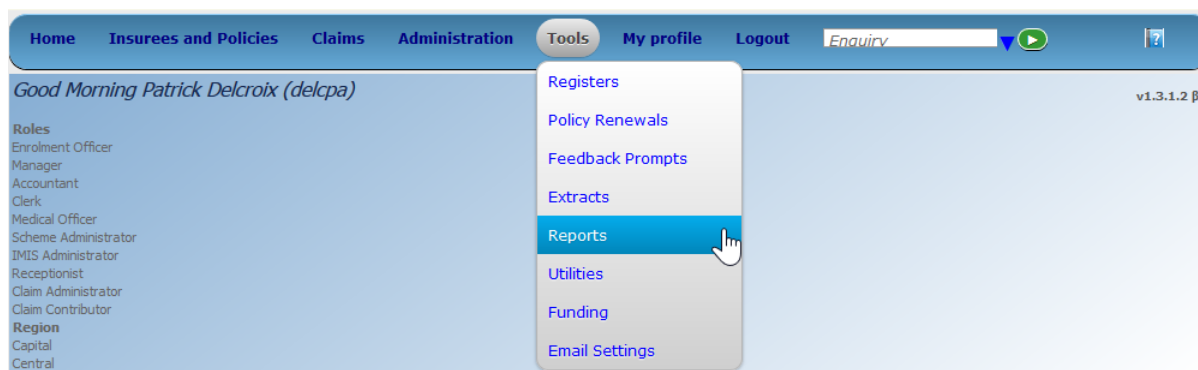 Home Insurees and Policies Claims Administration Tools My profile Logout Enquiry ?
Good Morning Patrick Delcroix (delcpa)
v1.3.1.2 β
Roles
Enrolment Officer
Manager
Accountant
Clerk
Medical Officer
Scheme Administrator
IMIS Administrator
Receptionist
Claim Administrator
Claim Contributor
Region
Capital
Central
Registers
Policy Renewals
Feedback Prompts
Extracts
Reports
Utilities
Funding
Email Settings